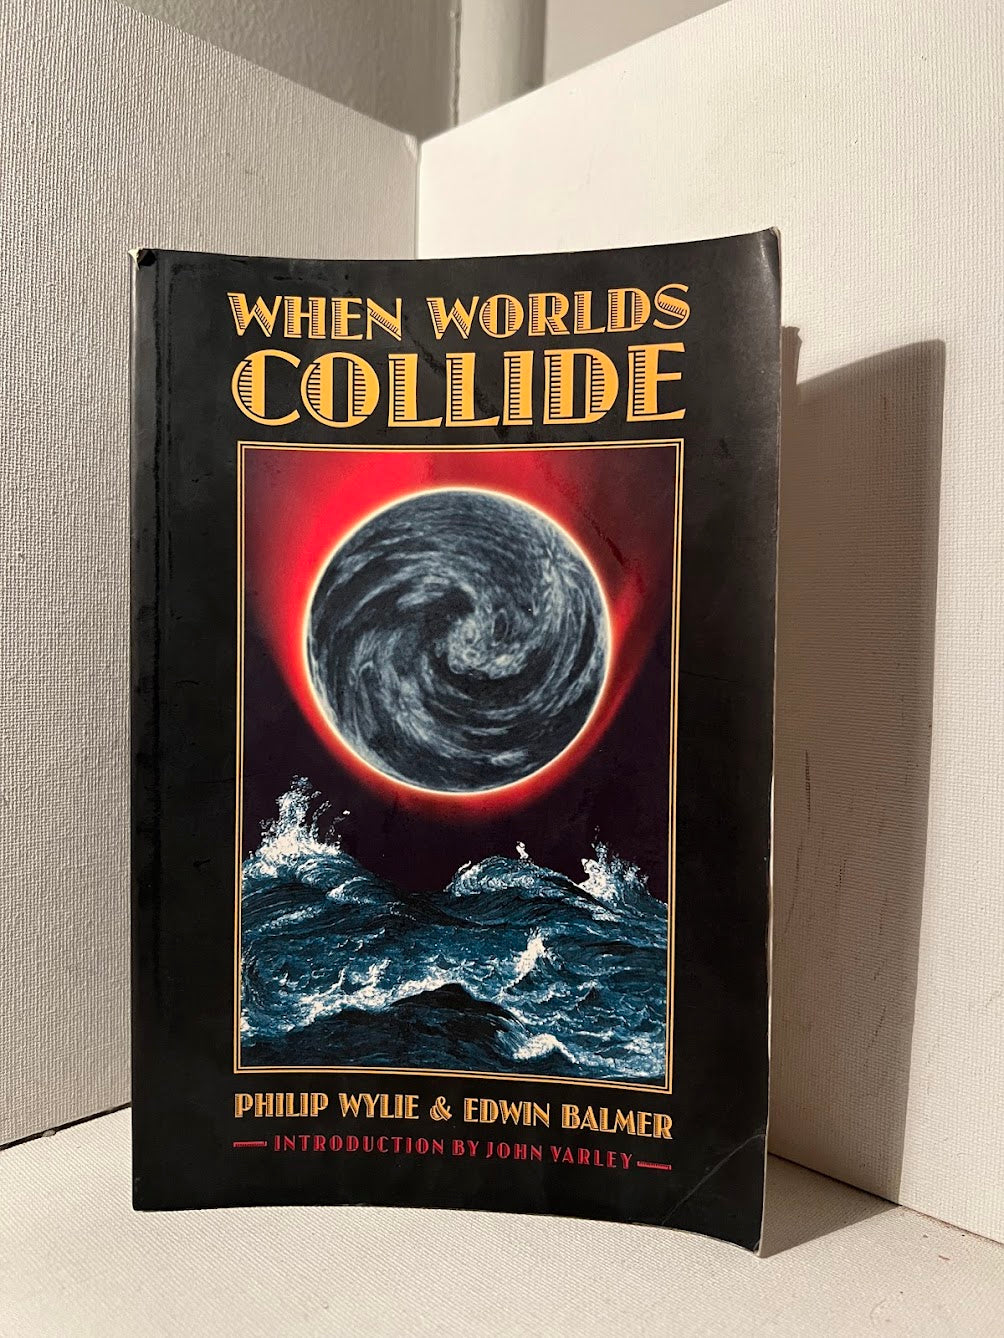 WHEN WORLDS
COLLIDE
PHILIP WYLIE & EDWIN BALMER
INTRODUCTION BY JOHN VARLEY